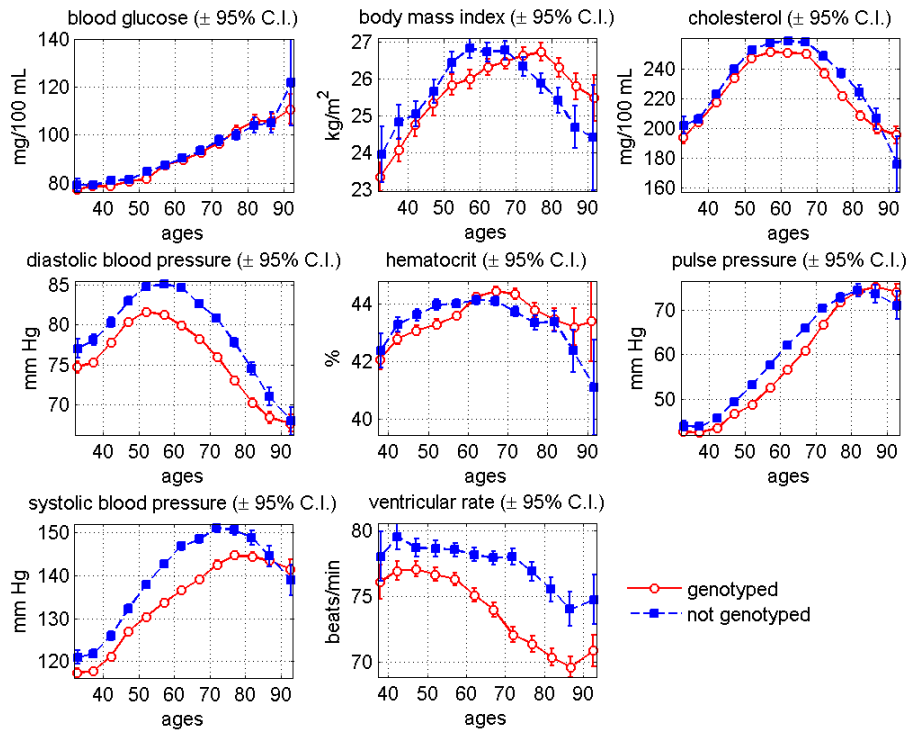 blood glucose (± 95% C.I.)
140
120
100
80
mg/100 mL
40 50 60 70 80 90
ages
body mass index (± 95% C.I.)
27
26
25
24
23
kg/m²
40 50 60 70 80 90
ages
cholesterol (± 95% C.I.)
240
220
200
180
160
mg/100 mL
40 50 60 70 80 90
ages
diastolic blood pressure (± 95% C.I.)
85
80
75
70
mm Hg
40 50 60 70 80 90
ages
hematocrit (± 95% C.I.)
44
42
40
%
40 50 60 70 80 90
ages
pulse pressure (± 95% C.I.)
70
60
50
mm Hg
40 50 60 70 80 90
ages
systolic blood pressure (± 95% C.I.)
150
140
130
120
mm Hg
40 50 60 70 80 90
ages
ventricular rate (± 95% C.I.)
80
75
70
beats/min
40 50 60 70 80 90
ages
genotyped
not genotyped